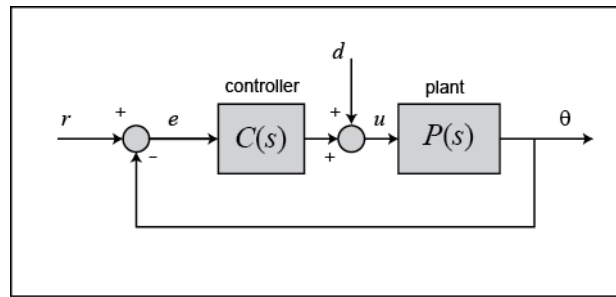 d
controller
plant
r
+
e
+
u
θ
C(s)
P(s)
−
+